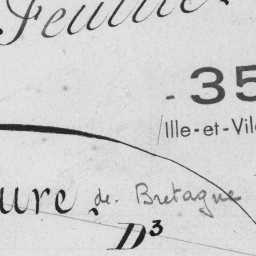 Feuille
- 35
Ille-et-Vil
ure de Bretagne
D³